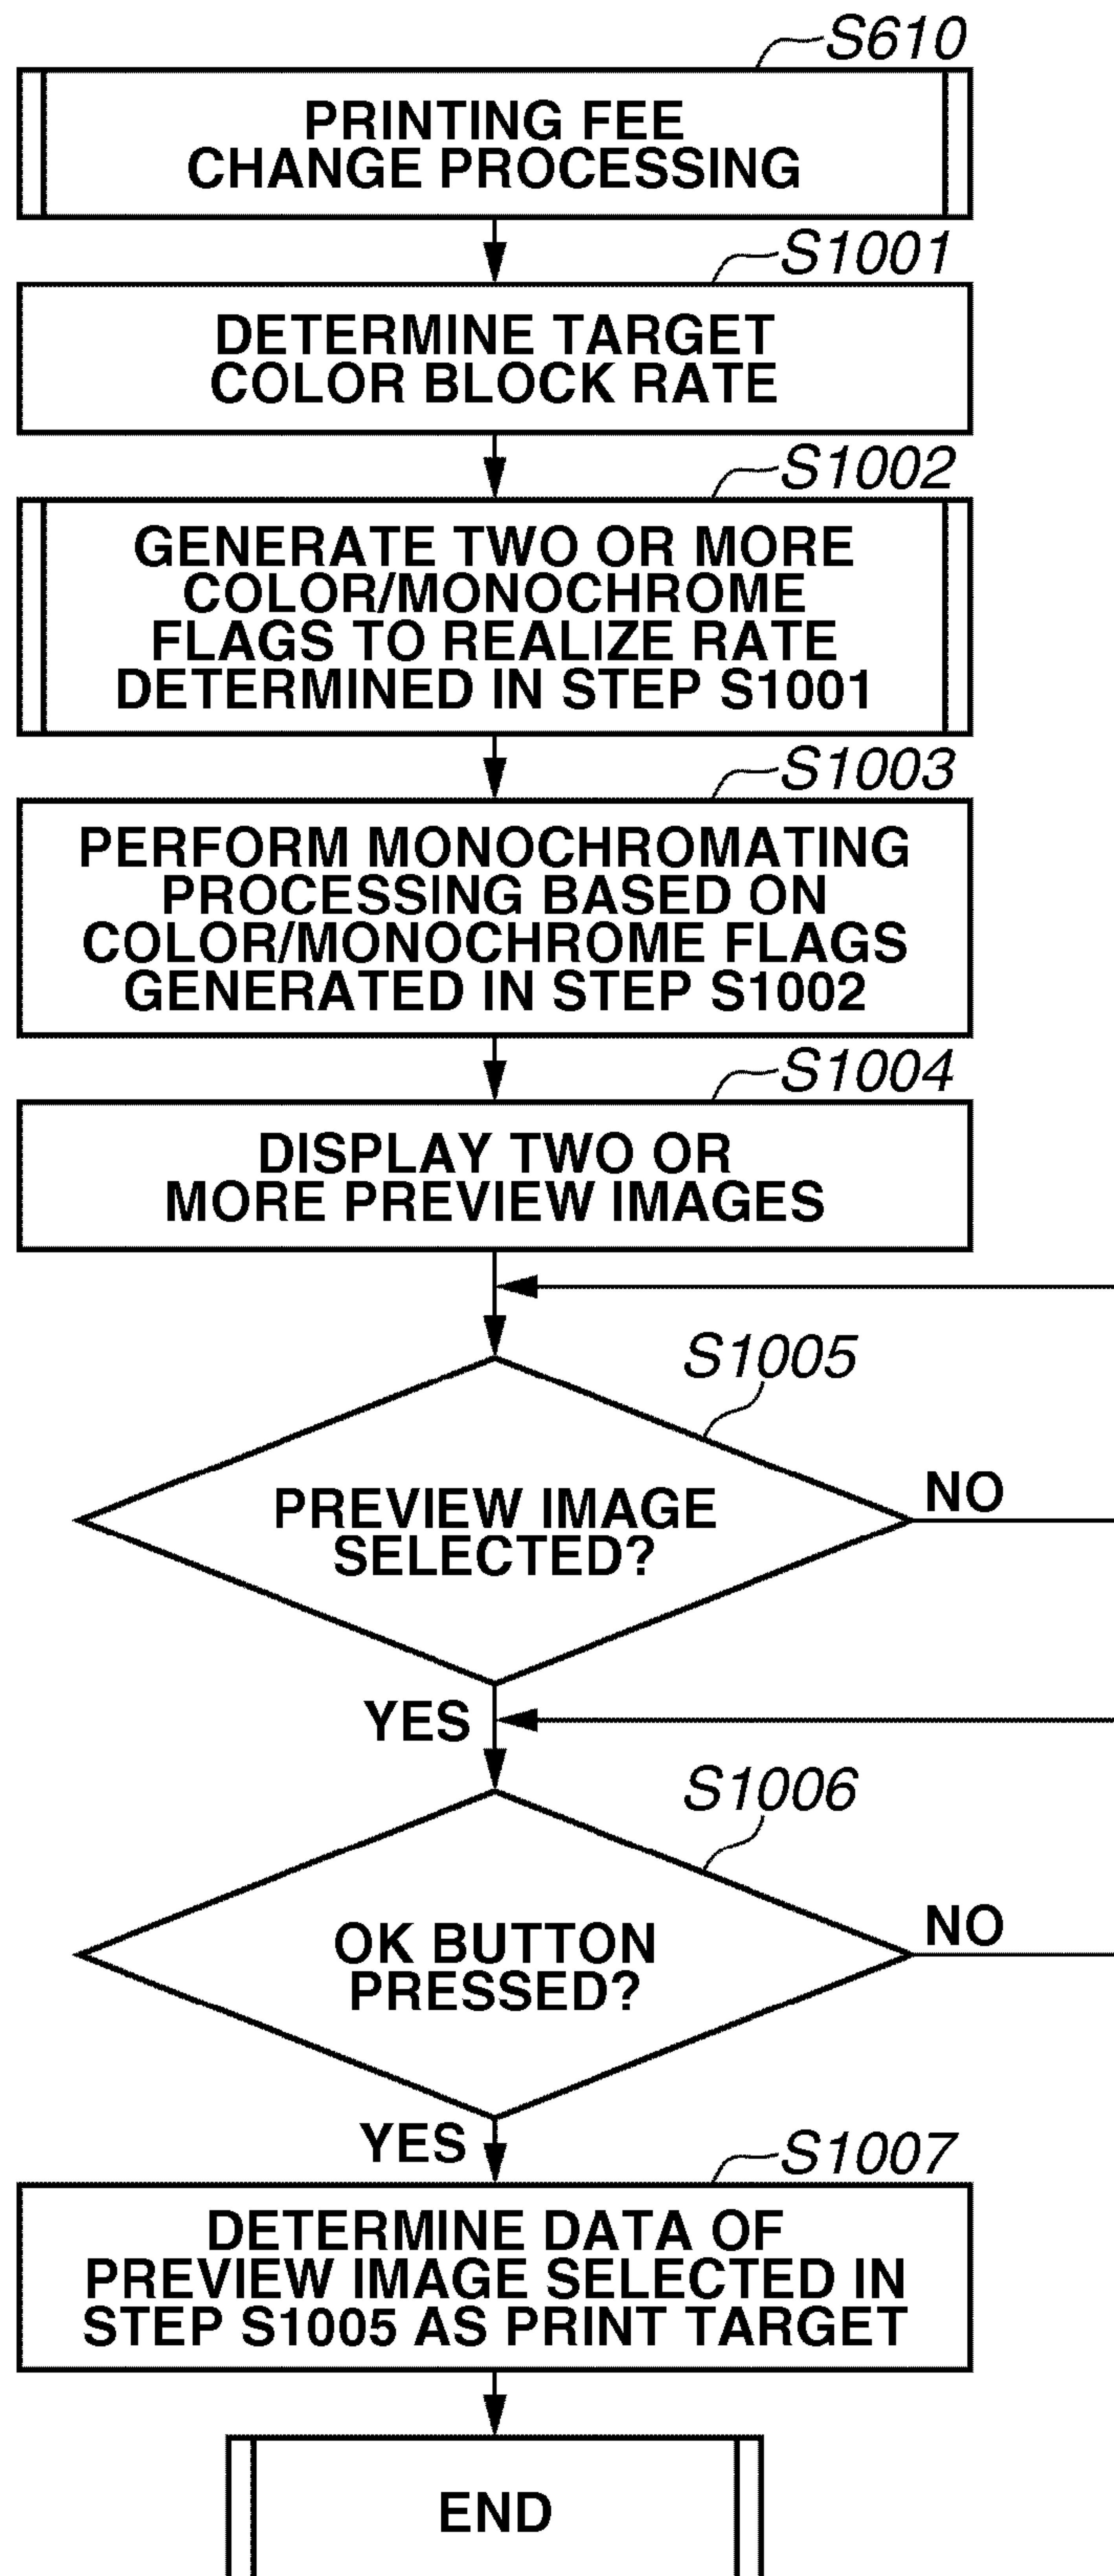 S610
PRINTING FEE
CHANGE PROCESSING
S1001
DETERMINE TARGET
COLOR BLOCK RATE
S1002
GENERATE TWO OR MORE
COLOR/MONOCHROME
FLAGS TO REALIZE RATE
DETERMINED IN STEP S1001
S1003
PERFORM MONOCHROMATING
PROCESSING BASED ON
COLOR/MONOCHROME FLAGS
GENERATED IN STEP S1002
S1004
DISPLAY TWO OR
MORE PREVIEW IMAGES
S1005
PREVIEW IMAGE
SELECTED?
NO
YES
S1006
OK BUTTON
PRESSED?
NO
YES
S1007
DETERMINE DATA OF
PREVIEW IMAGE SELECTED IN
STEP S1005 AS PRINT TARGET
END